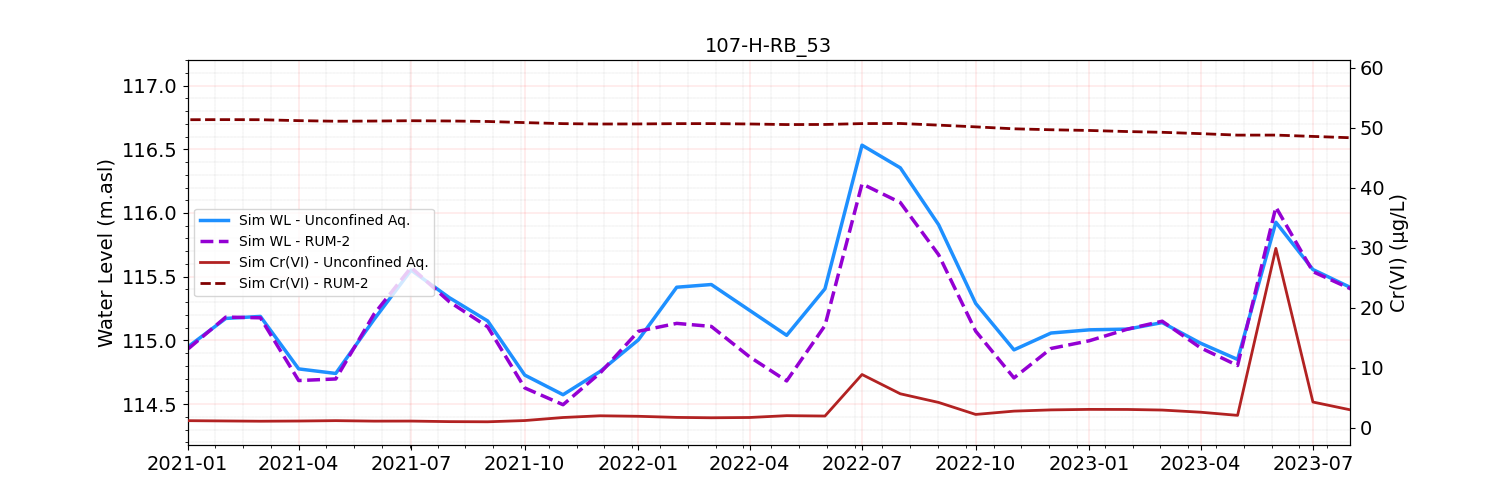 107-H-RB_53
117.0
116.5
116.0
115.5
115.0
114.5
Water Level (m.asl)
60
50
40
30
20
10
0
Cr(VI) (μg/L)
Sim WL - Unconfined Aq.
Sim WL - RUM-2
Sim Cr(VI) - Unconfined Aq.
Sim Cr(VI) - RUM-2
2021-01 2021-04 2021-07 2021-10 2022-01 2022-04 2022-07 2022-10 2023-01 2023-04 2023-07